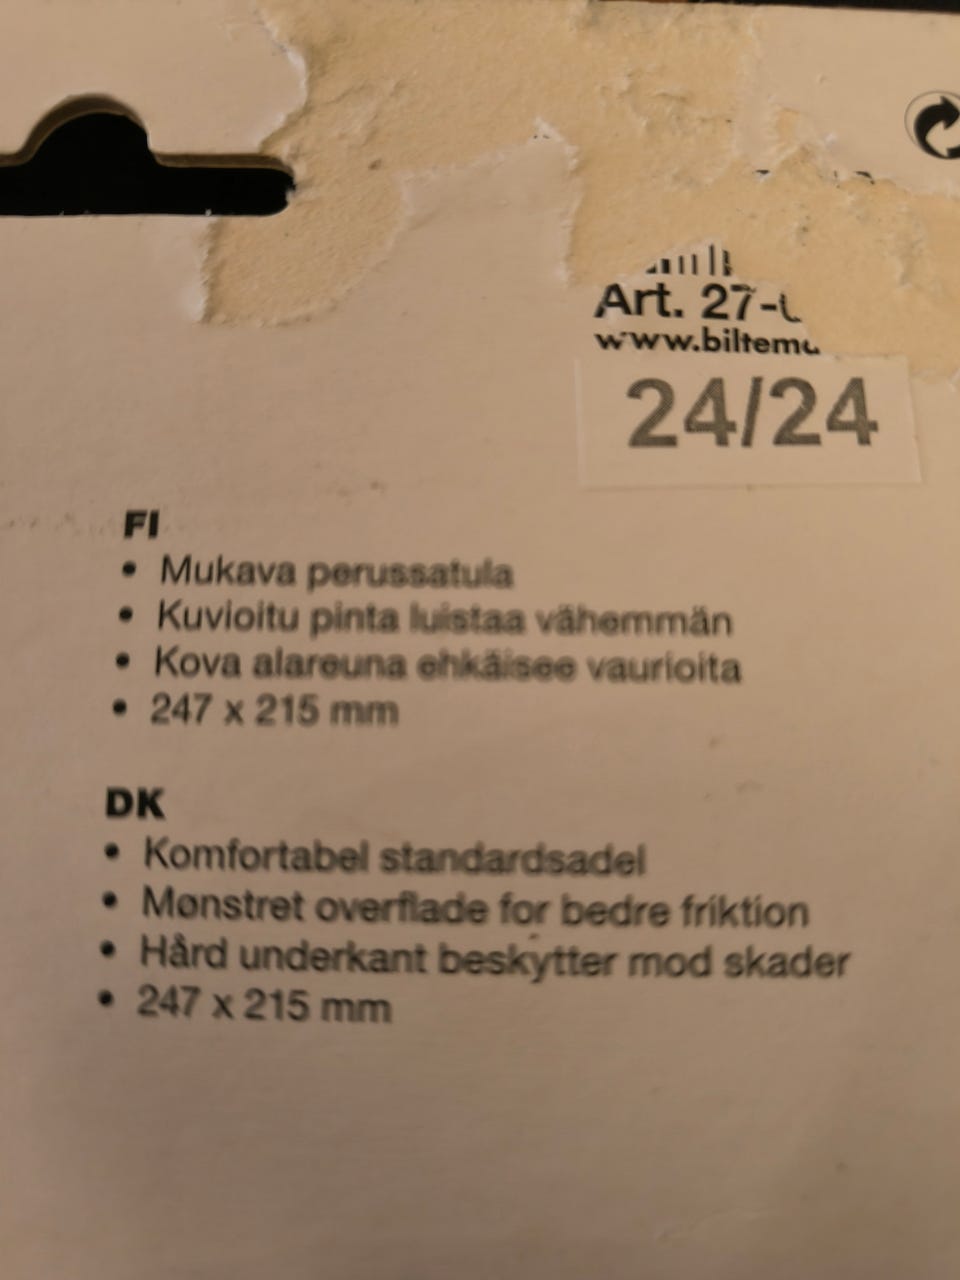 Art. 27-
www.biltema
24/24
FI
• Mukava perussatula
• Kuvioitu pinta luistaa vähemmän
• Kova alareuna ehkäisee vaurioita
• 247 x 215 mm
DK
• Komfortabel standardsadel
• Mønstret overflade for bedre friktion
• Hård underkant beskytter mod skader
• 247 x 215 mm